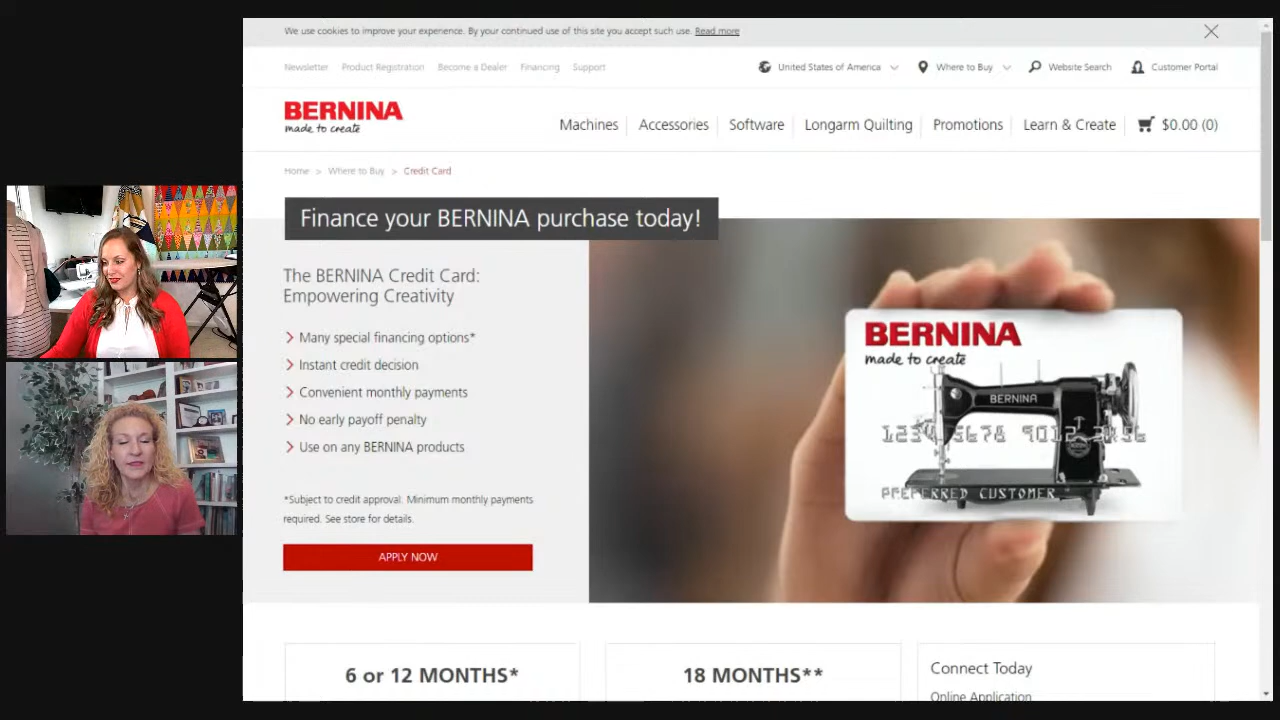 We use cookies to improve your experience. By your continued use of this site you accept such use. Read more
Newsletter Product Registration Become a Dealer Financing Support
United States of America Where to Buy Website Search Customer Portal
BERNINA
made to create
Machines Accessories Software Longarm Quilting Promotions Learn & Create $0.00 (0)
Home > Where to Buy > Credit Card
Finance your BERNINA purchase today!
The BERNINA Credit Card:
Empowering Creativity
Many special financing options*
Instant credit decision
Convenient monthly payments
No early payoff penalty
Use on any BERNINA products
*Subject to credit approval. Minimum monthly payments
required. See store for details.
APPLY NOW
BERNINA
made to create
BERNINA
1234 5678 9012 3456
PREFERRED CUSTOMER
6 or 12 MONTHS*
18 MONTHS**
Connect Today
Online Application